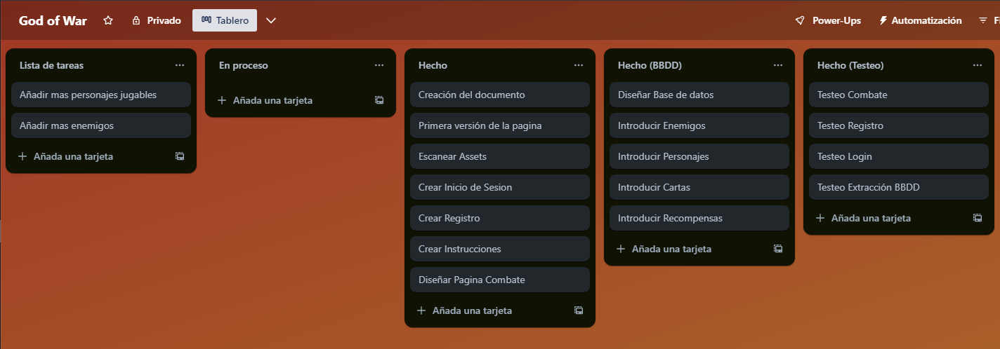 God of War
Privado
Tablero
Power-Ups
Automatización
Lista de tareas
Añadir mas personajes jugables
Añadir mas enemigos
Añada una tarjeta
En proceso
Añada una tarjeta
Hecho
Creación del documento
Primera versión de la pagina
Escanear Assets
Crear Inicio de Sesion
Crear Registro
Crear Instrucciones
Diseñar Pagina Combate
Añada una tarjeta
Hecho (BBDD)
Diseñar Base de datos
Introducir Enemigos
Introducir Personajes
Introducir Cartas
Introducir Recompensas
Añada una tarjeta
Hecho (Testeo)
Testeo Combate
Testeo Registro
Testeo Login
Testeo Extracción BBDD
Añada una tarjeta